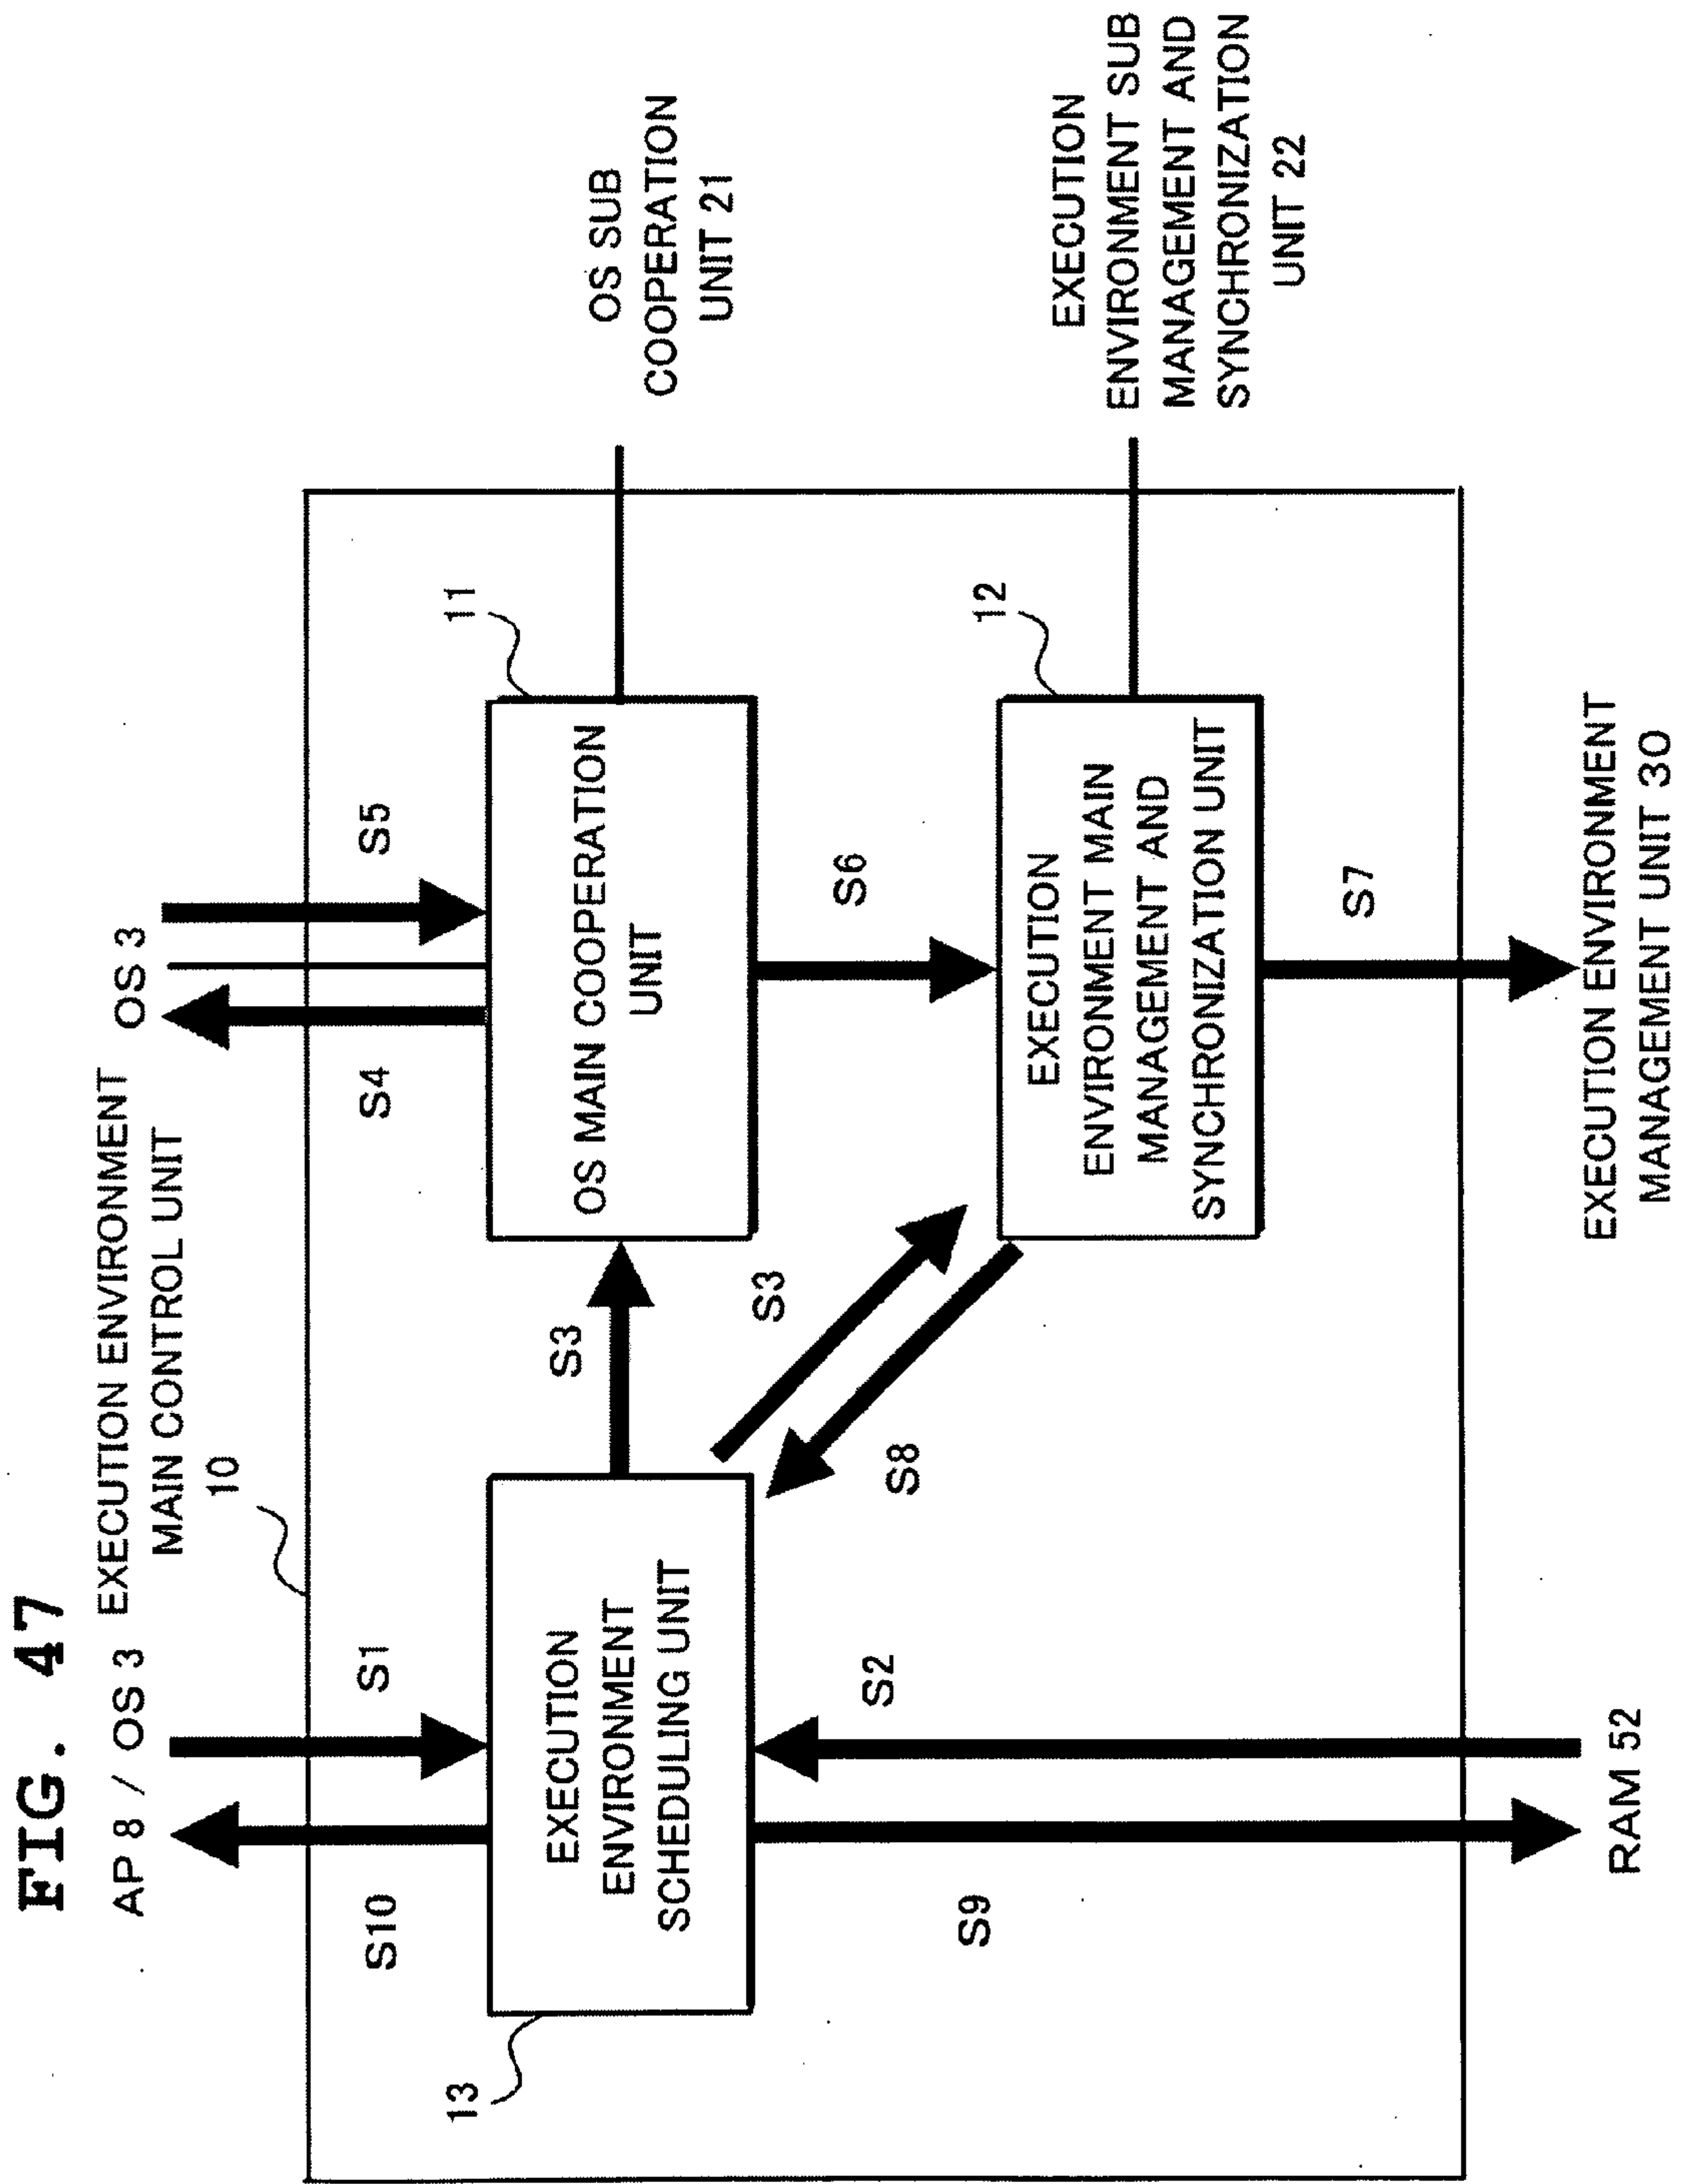 FIG. 47
AP 8 / OS 3
EXECUTION ENVIRONMENT
MAIN CONTROL UNIT
10
OS 3
S10
S1
S4
S5
13
EXECUTION
ENVIRONMENT
SCHEDULING UNIT
S3
11
OS MAIN COOPERATION
UNIT
OS SUB
COOPERATION
UNIT 21
S3
S8
S6
S9
S2
12
EXECUTION
ENVIRONMENT MAIN
MANAGEMENT AND
SYNCHRONIZATION UNIT
EXECUTION
ENVIRONMENT SUB
MANAGEMENT AND
SYNCHRONIZATION
UNIT 22
S7
RAM 52
EXECUTION ENVIRONMENT
MANAGEMENT UNIT 30